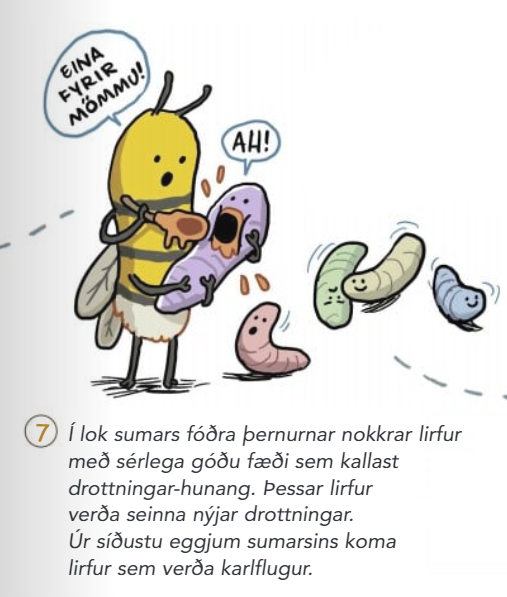 EINA
FYRIR
MÖMMU!
AH!
7 Í lok sumars fóðra þernurnar nokkrar lirfur
með sérlega góðu fæði sem kallast
drottningar-hunang. Þessar lirfur
verða seinna nýjar drottningar.
Úr síðustu eggjum sumarsins koma
lirfur sem verða karlflugur.